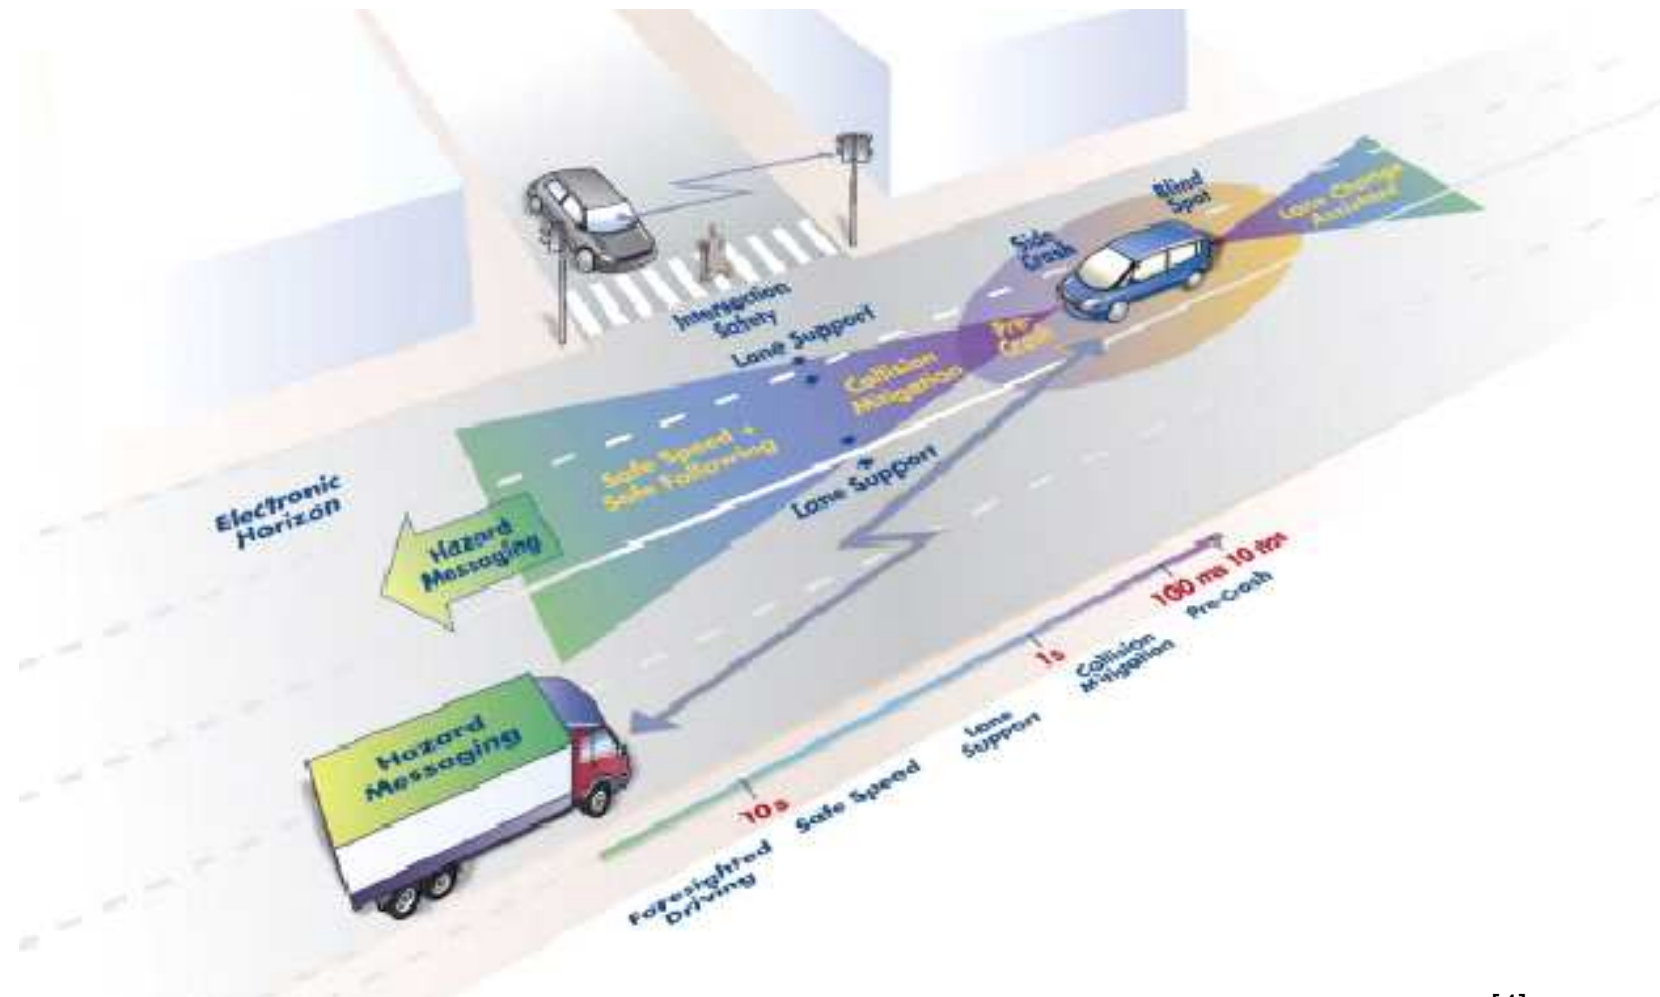 Blind
Spot
Lane Change
Assistant
Side
Crash
Intersection
Safety
Lane Support
Pre
Crash
Collision
Mitigation
Safe Speed +
Safe Following
Lane Support
Electronic
Horizon
Hazard
Messaging
100 ms 10 ms
Pre-Crash
1s
Collision
Mitigation
Lane
Support
Hazard
Messaging
10s
Safe Speed
Foresighted
Driving